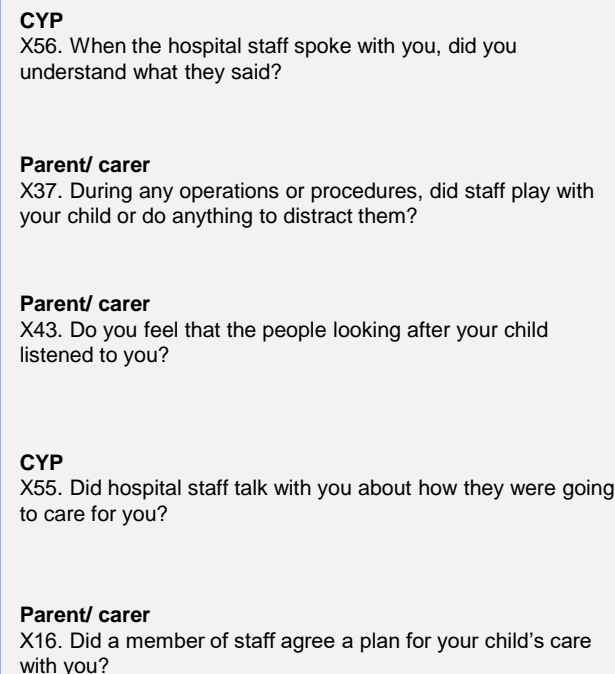 CYP
X56. When the hospital staff spoke with you, did you
understand what they said?
Parent/ carer
X37. During any operations or procedures, did staff play with
your child or do anything to distract them?
Parent/ carer
X43. Do you feel that the people looking after your child
listened to you?
CYP
X55. Did hospital staff talk with you about how they were going
to care for you?
Parent/ carer
X16. Did a member of staff agree a plan for your child’s care
with you?